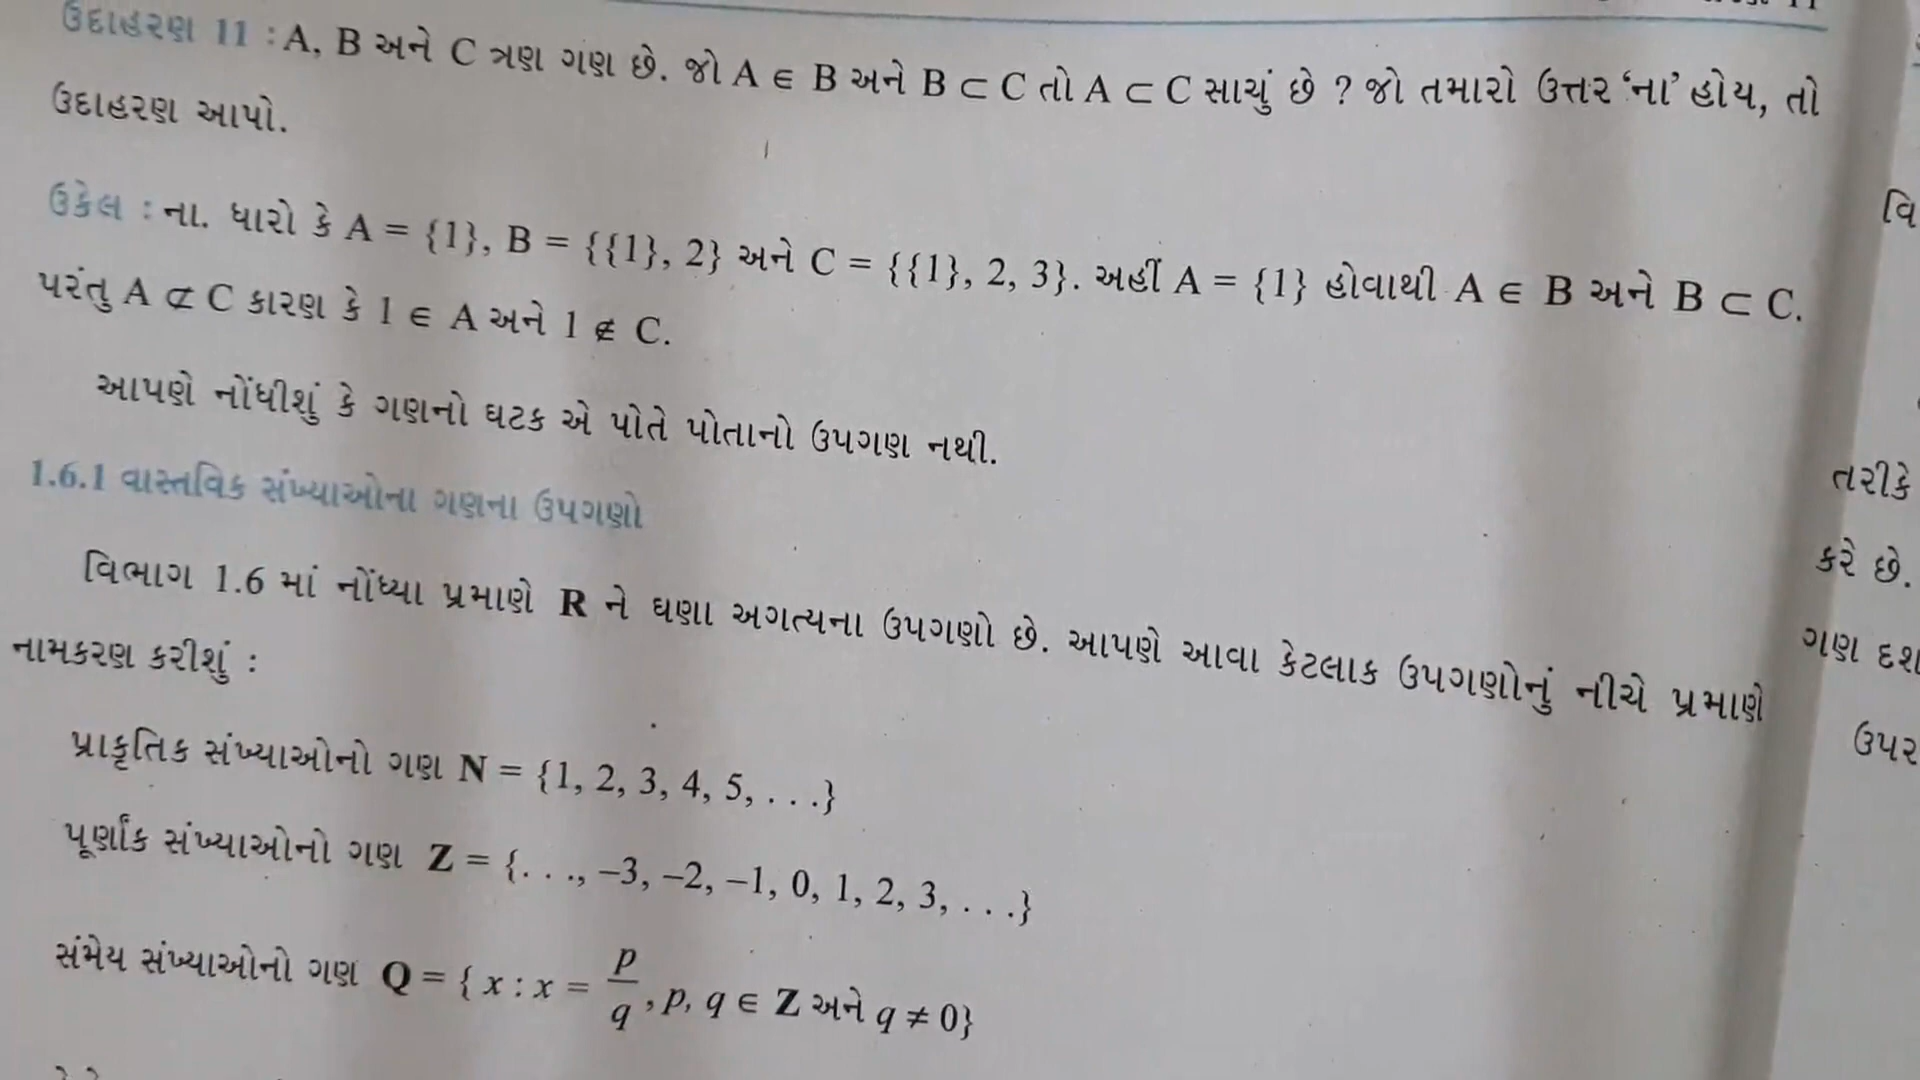 ઉદાહરણ 11 : A, B અને C ત્રણ ગણ છે. જો A ∈ B અને B ⊂ C તો A ⊂ C સાચું છે ? જો તમારો ઉત્તર ‘ના’ હોય, તો
ઉદાહરણ આપો.
ઉકેલ : ના. ધારો કે A = {1}, B = {{1}, 2} અને C = {{1}, 2, 3}. અહીં A = {1} હોવાથી A ∈ B અને B ⊂ C.
પરંતુ A ⊄ C કારણ કે 1 ∈ A અને 1 ∉ C.
આપણે નોંધીશું કે ગણનો ઘટક એ પોતે પોતાનો ઉપગણ નથી.
1.6.1 વાસ્તવિક સંખ્યાઓના ગણના ઉપગણો
વિભાગ 1.6 માં નોંધ્યા પ્રમાણે R ને ઘણા અગત્યના ઉપગણો છે. આપણે આવા કેટલાક ઉપગણોનું નીચે પ્રમાણે
નામકરણ કરીશું :
પ્રાકૃતિક સંખ્યાઓનો ગણ N = {1, 2, 3, 4, 5, . . .}
પૂર્ણાંક સંખ્યાઓનો ગણ Z = {. . ., –3, –2, –1, 0, 1, 2, 3, . . .}
સંમેય સંખ્યાઓનો ગણ Q = { x : x = p/q , p, q ∈ Z અને q ≠ 0}
વિ
તરીકે
કરે છે.
ગણ દશ
ઉપર